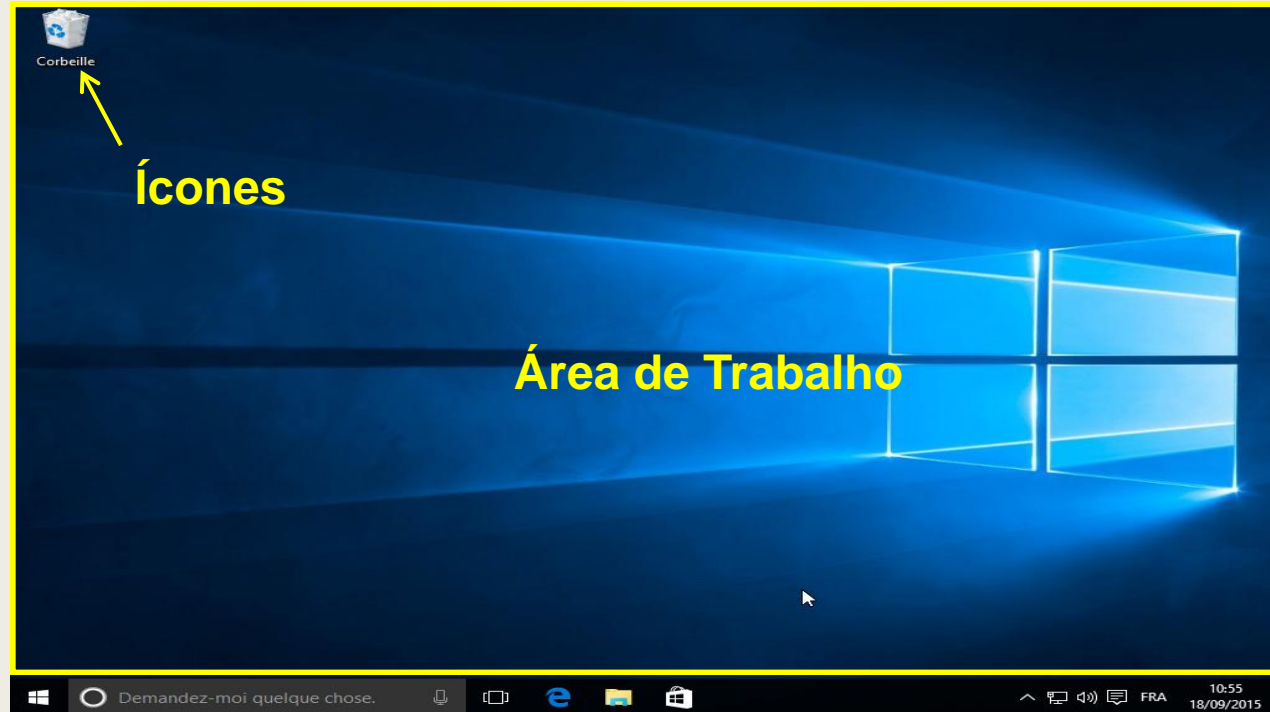 Corbeille
Ícones
Área de Trabalho
Demandez-moi quelque chose.
FRA
10:55
18/09/2015